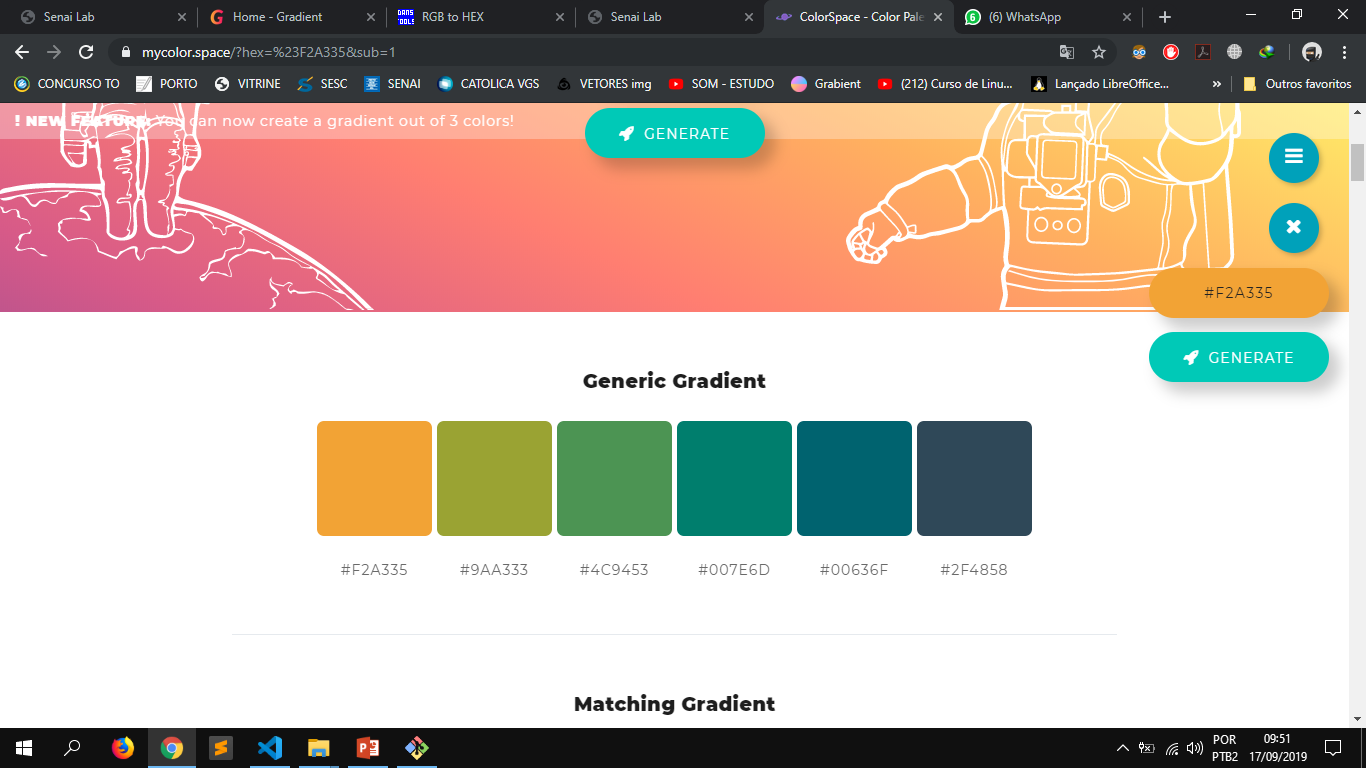 Senai Lab
Home - Gradient
RGB to HEX
Senai Lab
ColorSpace - Color Pale
(6) WhatsApp
mycolor.space/?hex=%23F2A335&sub=1
CONCURSO TO
PORTO
VITRINE
SESC
SENAI
CATOLICA VGS
VETORES img
SOM - ESTUDO
Grabient
(212) Curso de Linu...
Lançado LibreOffice...
»
Outros favoritos
! NEW FEATURE: You can now create a gradient out of 3 colors!
GENERATE
#F2A335
GENERATE
Generic Gradient
#F2A335
#9AA333
#4C9453
#007E6D
#00636F
#2F4858
Matching Gradient
POR
PTB2
09:51
17/09/2019